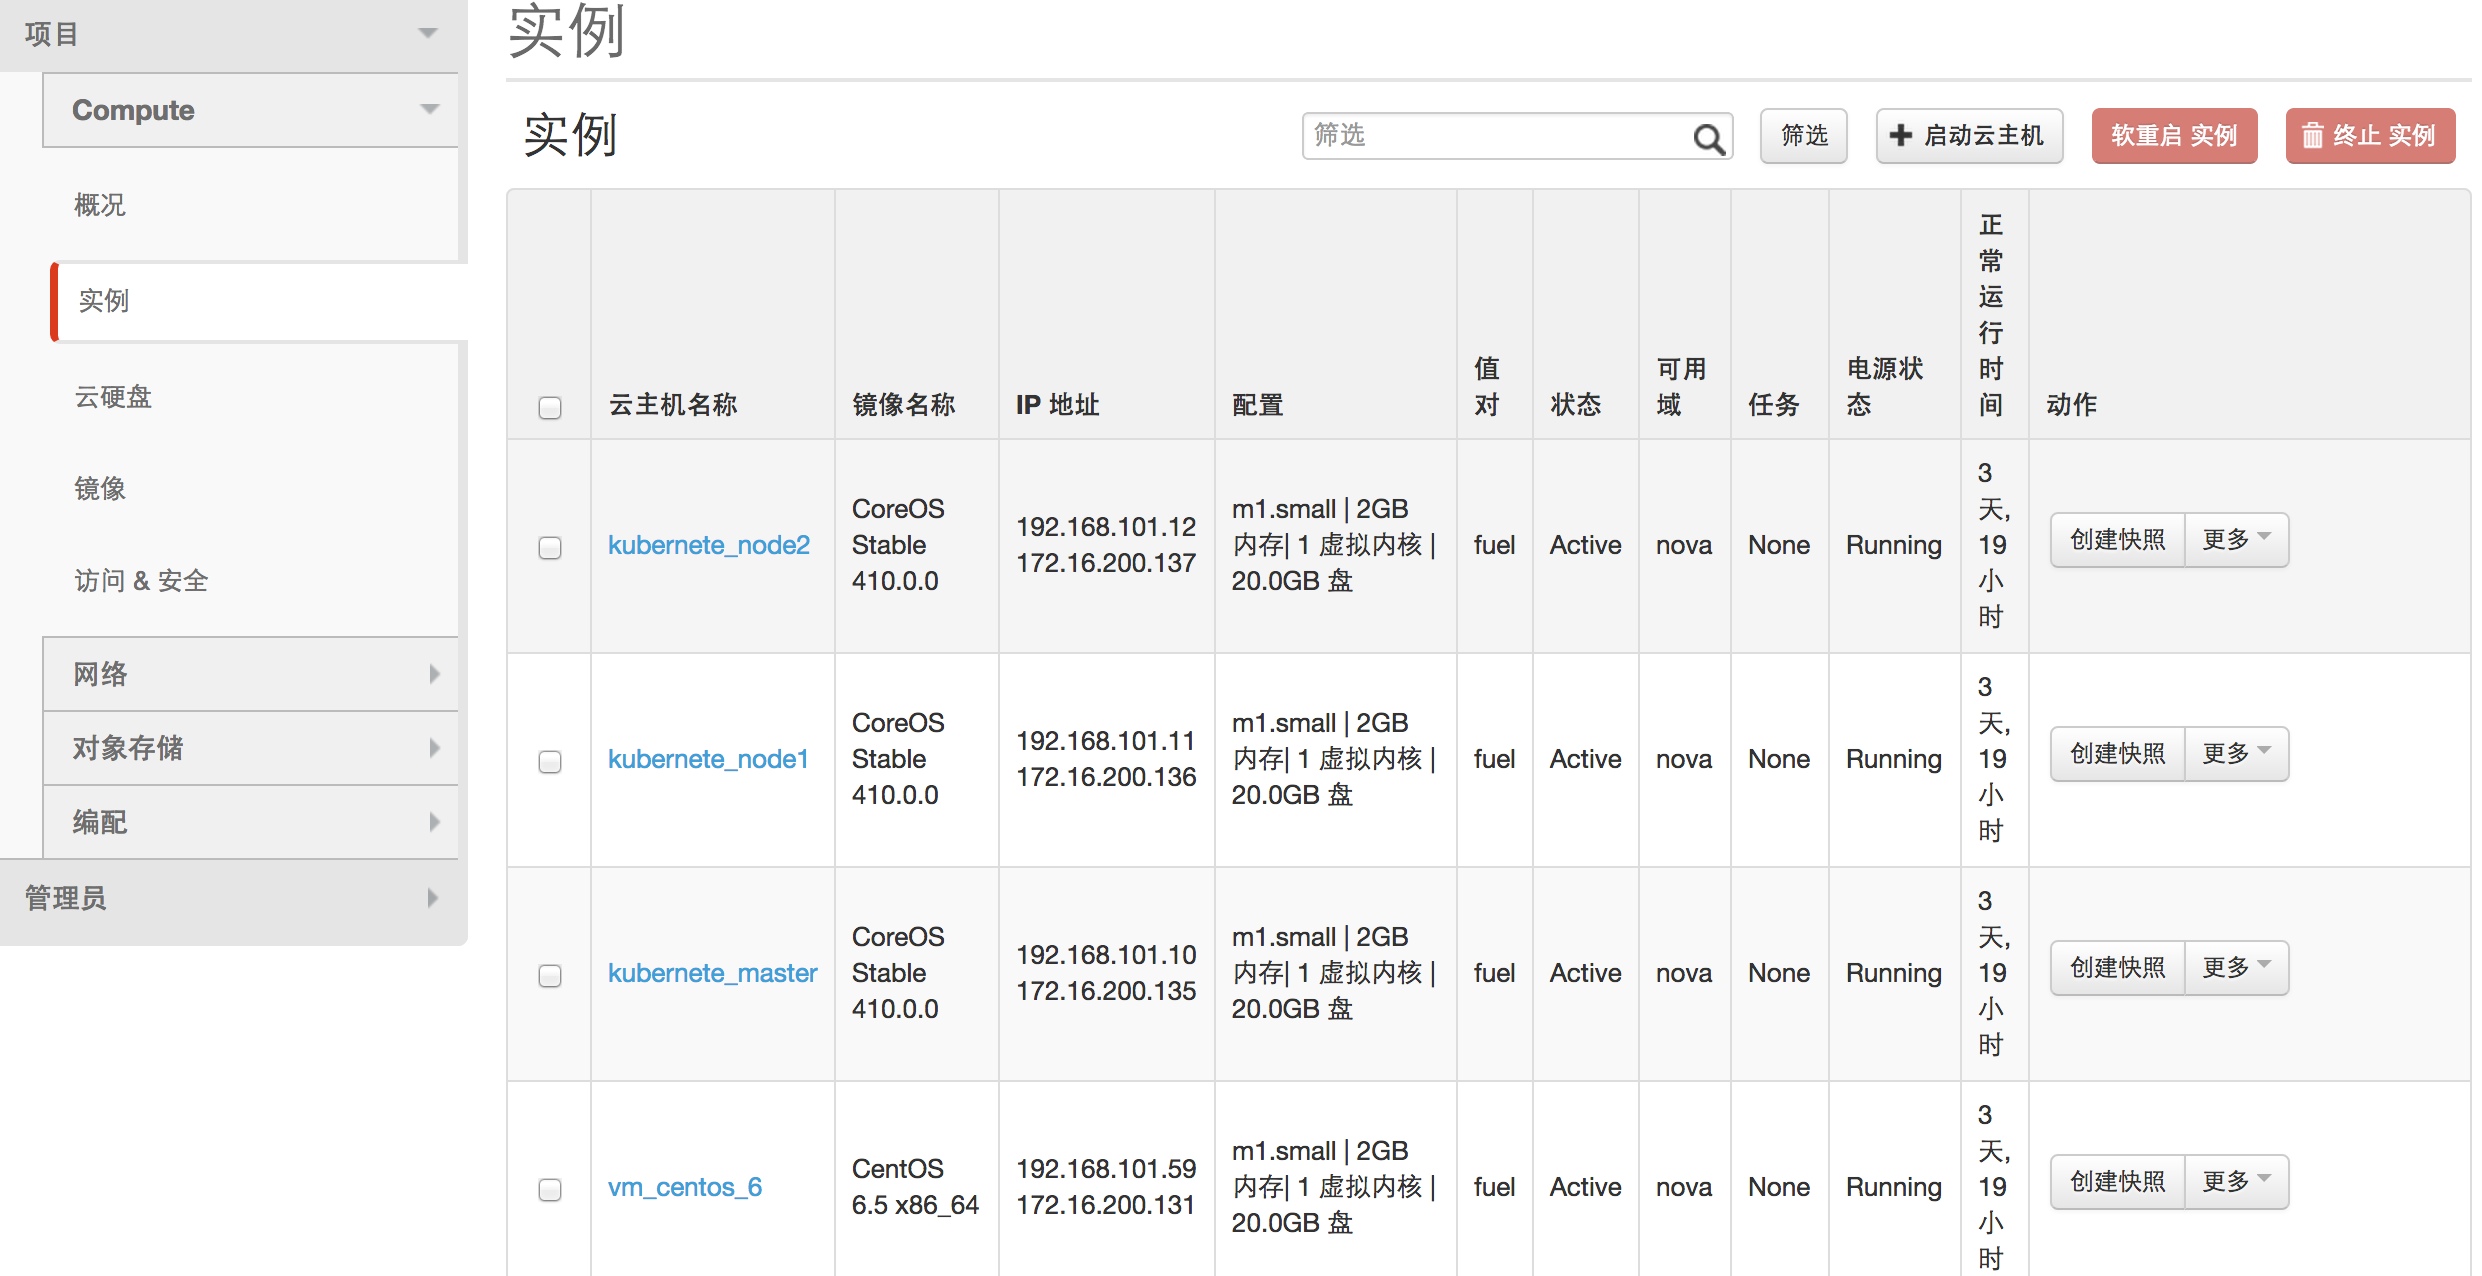 项目
Compute
概况
实例
云硬盘
镜像
访问 & 安全
网络
对象存储
编配
管理员
实例
实例
筛选
筛选
启动云主机
软重启 实例
终止 实例
云主机名称
镜像名称
IP 地址
配置
值
对
状态
可用
域
任务
电源状
态
正
常
运
行
时
间
动作
kubernete_node2
CoreOS
Stable
410.0.0
192.168.101.12
172.16.200.137
m1.small | 2GB
内存| 1 虚拟内核 |
20.0GB 盘
fuel
Active
nova
None
Running
3
天,
19
小
时
创建快照
更多
kubernete_node1
CoreOS
Stable
410.0.0
192.168.101.11
172.16.200.136
m1.small | 2GB
内存| 1 虚拟内核 |
20.0GB 盘
fuel
Active
nova
None
Running
3
天,
19
小
时
创建快照
更多
kubernete_master
CoreOS
Stable
410.0.0
192.168.101.10
172.16.200.135
m1.small | 2GB
内存| 1 虚拟内核 |
20.0GB 盘
fuel
Active
nova
None
Running
3
天,
19
小
时
创建快照
更多
vm_centos_6
CentOS
6.5 x86_64
192.168.101.59
172.16.200.131
m1.small | 2GB
内存| 1 虚拟内核 |
20.0GB 盘
fuel
Active
nova
None
Running
3
天,
19
小
时
创建快照
更多